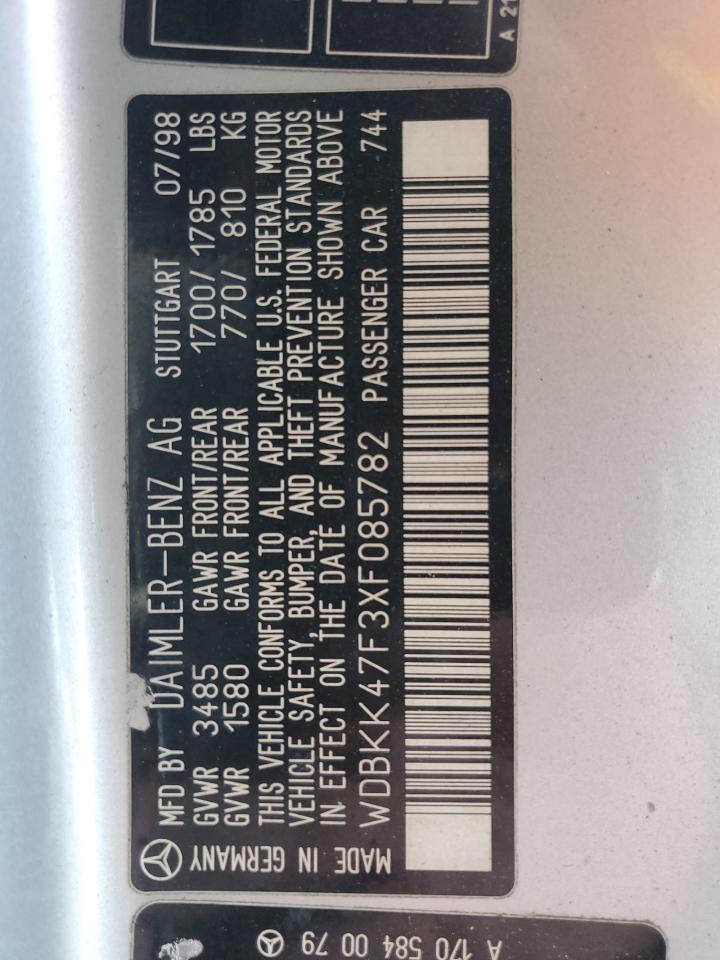 MFD BY DAIMLER-BENZ AG STUTTGART 07/98
GVWR 3485 GAWR FRONT/REAR 1700/ 1785 LBS
GVWR 1580 GAWR FRONT/REAR 770/ 810 KG
THIS VEHICLE CONFORMS TO ALL APPLICABLE U.S. FEDERAL MOTOR
VEHICLE SAFETY, BUMPER, AND THEFT PREVENTION STANDARDS
IN EFFECT ON THE DATE OF MANUFACTURE SHOWN ABOVE
WDBKK47F3XF085782 PASSENGER CAR 744
MADE IN GERMANY
A 170 584 00 79
A 21